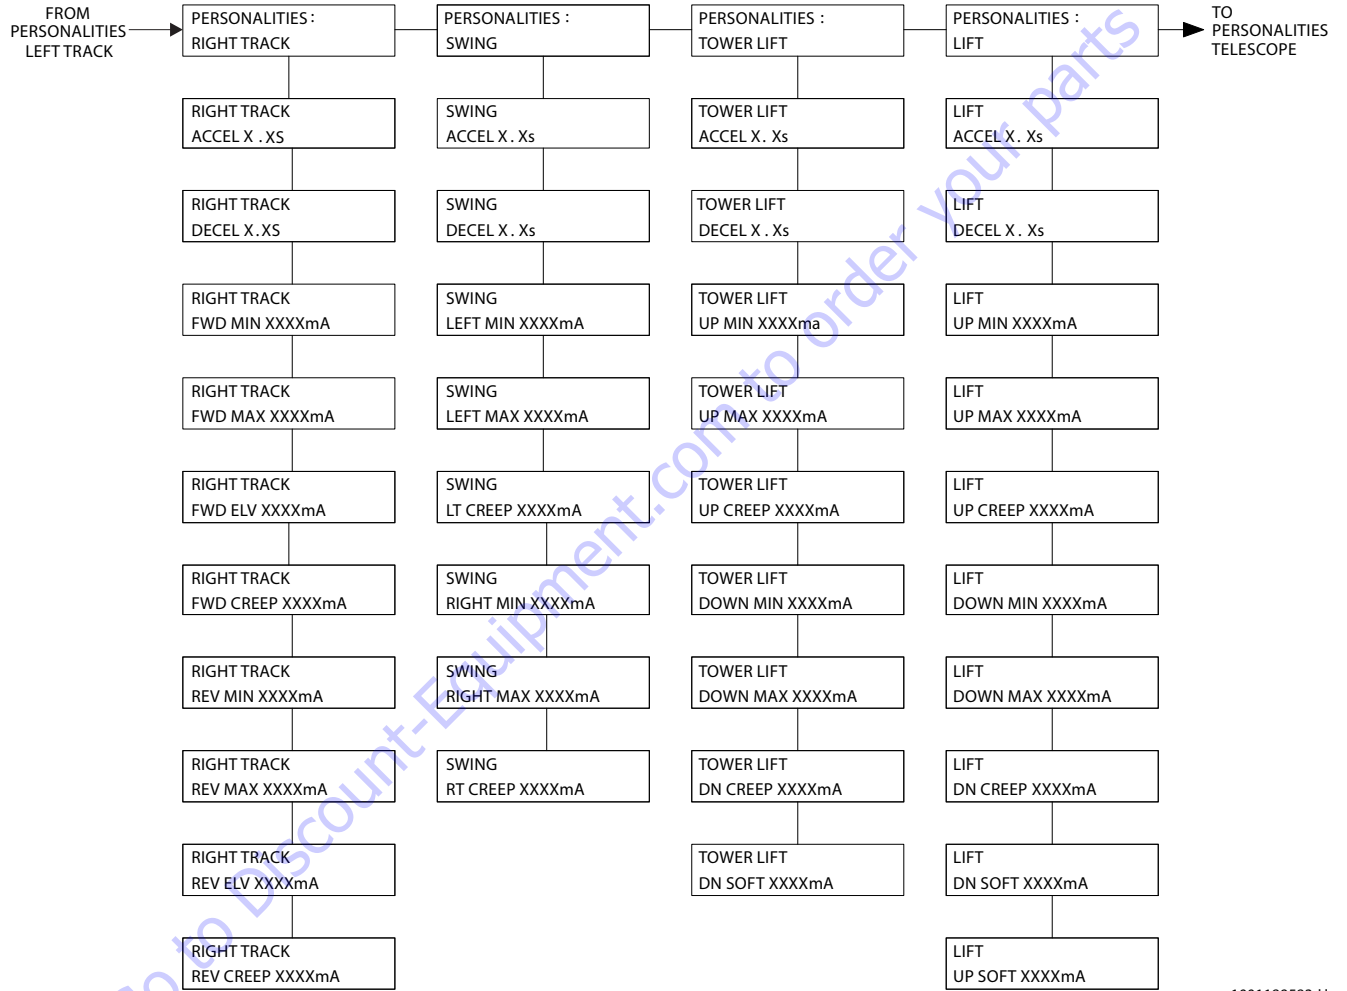 FROM
PERSONALITIES
LEFT TRACK
PERSONALITIES :
RIGHT TRACK
PERSONALITIES :
SWING
PERSONALITIES :
TOWER LIFT
PERSONALITIES :
LIFT
TO
PERSONALITIES
TELESCOPE
RIGHT TRACK
ACCEL X . XS
SWING
ACCEL X . Xs
TOWER LIFT
ACCEL X . Xs
LIFT
ACCEL X . Xs
RIGHT TRACK
DECEL X . XS
SWING
DECEL X . Xs
TOWER LIFT
DECEL X . Xs
LIFT
DECEL X . Xs
RIGHT TRACK
FWD MIN XXXXmA
SWING
LEFT MIN XXXXmA
TOWER LIFT
UP MIN XXXXma
LIFT
UP MIN XXXXmA
RIGHT TRACK
FWD MAX XXXXmA
SWING
LEFT MAX XXXXmA
TOWER LIFT
UP MAX XXXXmA
LIFT
UP MAX XXXXmA
RIGHT TRACK
FWD ELV XXXXmA
SWING
LT CREEP XXXXmA
TOWER LIFT
UP CREEP XXXXmA
LIFT
UP CREEP XXXXmA
RIGHT TRACK
FWD CREEP XXXXmA
SWING
RIGHT MIN XXXXmA
TOWER LIFT
DOWN MIN XXXXmA
LIFT
DOWN MIN XXXXmA
RIGHT TRACK
REV MIN XXXXmA
SWING
RIGHT MAX XXXXmA
TOWER LIFT
DOWN MAX XXXXmA
LIFT
DOWN MAX XXXXmA
RIGHT TRACK
REV MAX XXXXmA
SWING
RT CREEP XXXXmA
TOWER LIFT
DN CREEP XXXXmA
LIFT
DN CREEP XXXXmA
RIGHT TRACK
REV ELV XXXXmA
TOWER LIFT
DN SOFT XXXXmA
LIFT
DN SOFT XXXXmA
RIGHT TRACK
REV CREEP XXXXmA
LIFT
UP SOFT XXXXmA
Go to Discount-Equipment.com to order your parts